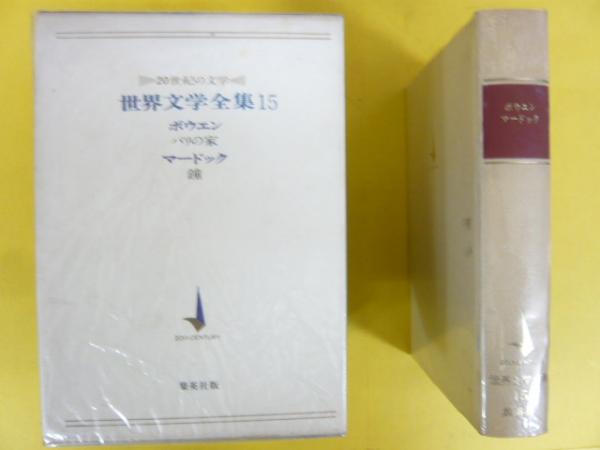 20世紀の文学
世界文学全集15
ボウエン
パリの家
マードック
鐘
20TH CENTURY
集英社版
ボウエン
マードック
15